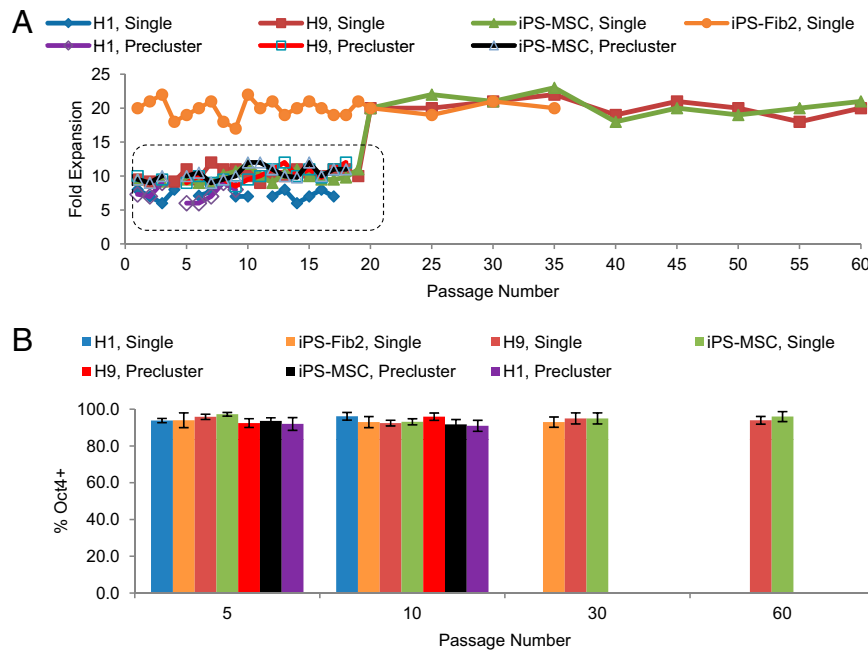 A
H1, Single
H9, Single
iPS-MSC, Single
iPS-Fib2, Single
H1, Precluster
H9, Precluster
iPS-MSC, Precluster
Fold Expansion
25
20
15
10
5
0
0 5 10 15 20 25 30 35 40 45 50 55 60
Passage Number
B
H1, Single
iPS-Fib2, Single
H9, Single
iPS-MSC, Single
H9, Precluster
iPS-MSC, Precluster
H1, Precluster
% Oct4+
100.0
80.0
60.0
40.0
20.0
0.0
5 10 30 60
Passage Number